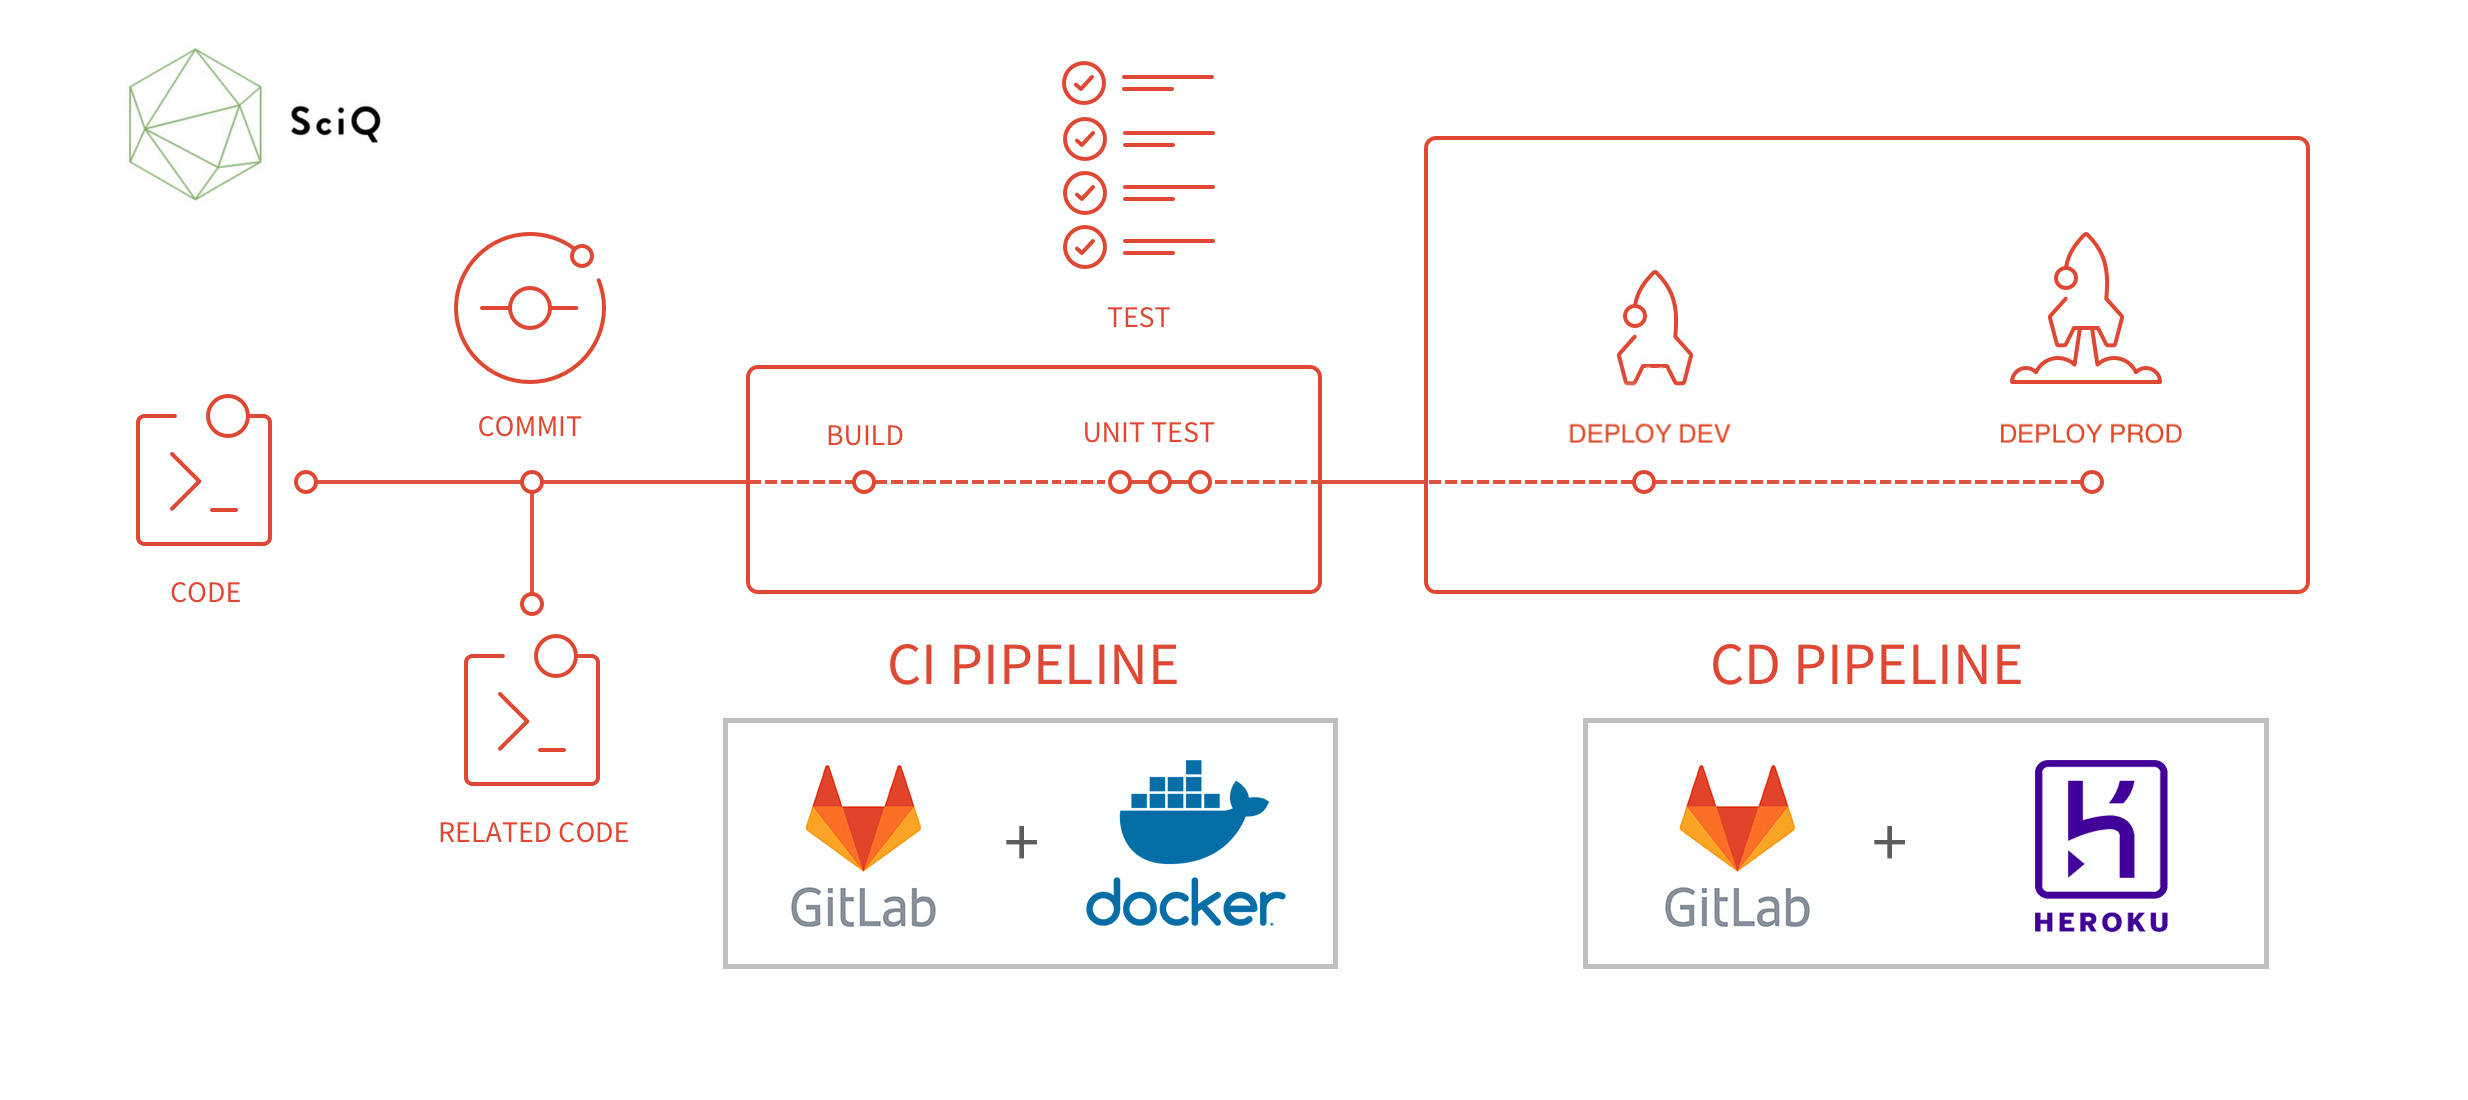 SciQ
TEST
COMMIT
BUILD
UNIT TEST
DEPLOY DEV
DEPLOY PROD
CODE
RELATED CODE
CI PIPELINE
CD PIPELINE
GitLab
+
docker
GitLab
+
HEROKU